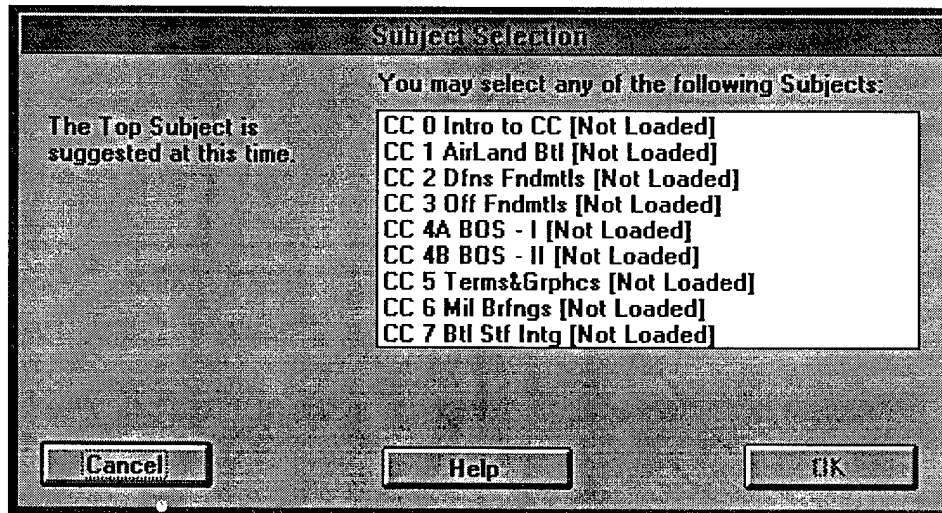 Subject Selection
You may select any of the following Subjects:
The Top Subject is
suggested at this time.
CC 0 Intro to CC [Not Loaded]
CC 1 AirLand Btl [Not Loaded]
CC 2 Dfns Fndmtls [Not Loaded]
CC 3 Off Fndmtls [Not Loaded]
CC 4A BOS - I [Not Loaded]
CC 4B BOS - II [Not Loaded]
CC 5 Terms&Grphcs [Not Loaded]
CC 6 Mil Brfngs [Not Loaded]
CC 7 Btl Stf Intg [Not Loaded]
Cancel
Help
OK